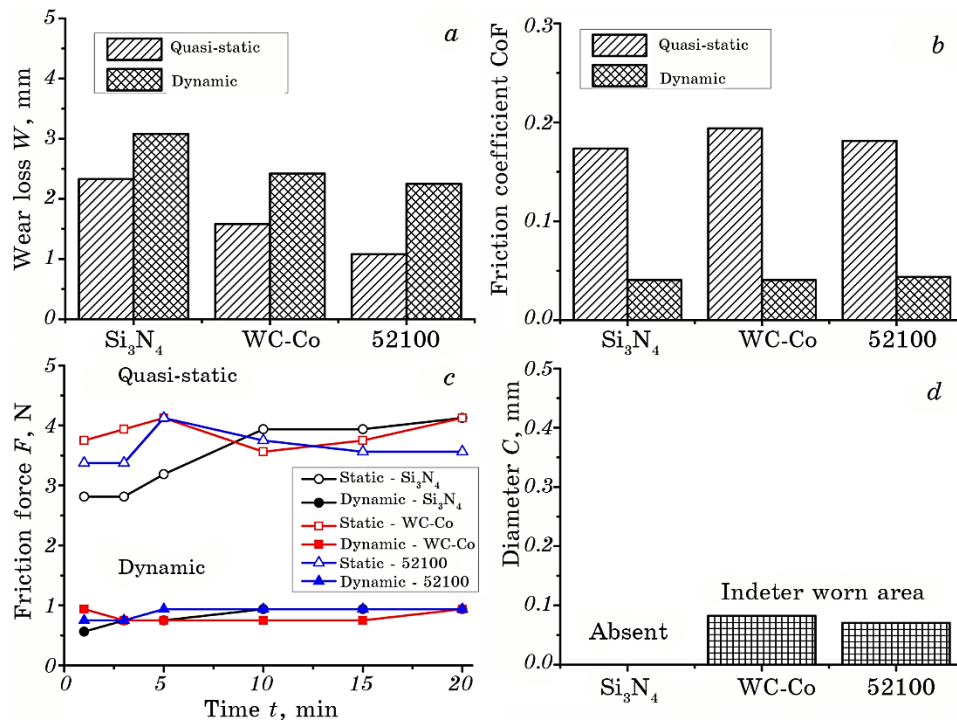 a
Quasi-static
Dynamic
Wear loss W, mm
5
4
3
2
1
0
Si₃N₄ WC-Co 52100
b
Quasi-static
Dynamic
Friction coefficient CoF
0.3
0.2
0.1
0.0
Si₃N₄ WC-Co 52100
c
Quasi-static
Friction force F, N
5
4
3
2
1
0
Static - Si₃N₄
Dynamic - Si₃N₄
Static - WC-Co
Dynamic - WC-Co
Static - 52100
Dynamic - 52100
Dynamic
0 5 10 15 20
Time t, min
d
Diameter C, mm
0.5
0.4
0.3
0.2
0.1
0.0
Indeter worn area
Absent
Si₃N₄ WC-Co 52100